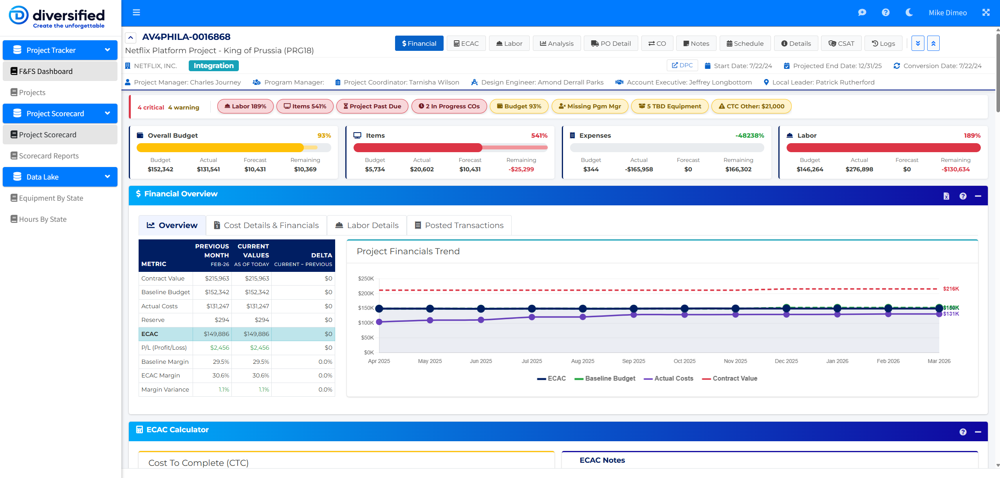 diversified
Create the unforgettable
Mike Dimeo
Project Tracker
F&FS Dashboard
Projects
Project Scorecard
Project Scorecard
Scorecard Reports
Data Lake
Equipment By State
Hours By State
AV4PHILA-0016868
Netflix Platform Project - King of Prussia (PRG18)
Financial ECAC Labor Analysis PO Detail CO Notes Schedule Details CSAT Logs
NETFLIX, INC. Integration DPC Start Date: 7/22/24 Projected End Date: 12/31/25 Conversion Date: 7/22/24
Project Manager: Charles Journey Program Manager: Project Coordinator: Tarnisha Wilson Design Engineer: Amond Derrall Parks Account Executive: Jeffrey Longbottom Local Leader: Patrick Rutherford
4 critical 4 warning Labor 189% Items 541% Project Past Due 2 In Progress COs Budget 93% Missing Pgm Mgr 5 TBD Equipment CTC Other: $21,000
Overall Budget 93%
Budget Actual Forecast Remaining
$152,342 $131,541 $10,431 $10,369
Items 541%
Budget Actual Forecast Remaining
$5,734 $20,602 $10,431 -$25,299
Expenses -48238%
Budget Actual Forecast Remaining
$344 -$165,958 $0 $166,302
Labor 189%
Budget Actual Forecast Remaining
$146,264 $276,898 $0 -$130,634
$ Financial Overview
Overview Cost Details & Financials Labor Details Posted Transactions
METRIC PREVIOUS MONTH FEB-26 CURRENT VALUES AS OF TODAY DELTA CURRENT − PREVIOUS
Contract Value $215,963 $215,963 $0
Baseline Budget $152,342 $152,342 $0
Actual Costs $131,247 $131,247 $0
Reserve $294 $294 $0
ECAC $149,886 $149,886 $0
P/L (Profit/Loss) $2,456 $2,456 $0
Baseline Margin 29.5% 29.5% 0.0%
ECAC Margin 30.6% 30.6% 0.0%
Margin Variance 1.1% 1.1% 0.0%
Project Financials Trend
$250K
$200K
$150K
$100K
$50K
$0K
$216K
$131K
Apr 2025 May 2025 Jun 2025 Jul 2025 Aug 2025 Sep 2025 Oct 2025 Nov 2025 Dec 2025 Jan 2026 Feb 2026 Mar 2026
ECAC Baseline Budget Actual Costs Contract Value
ECAC Calculator
Cost To Complete (CTC)
ECAC Notes